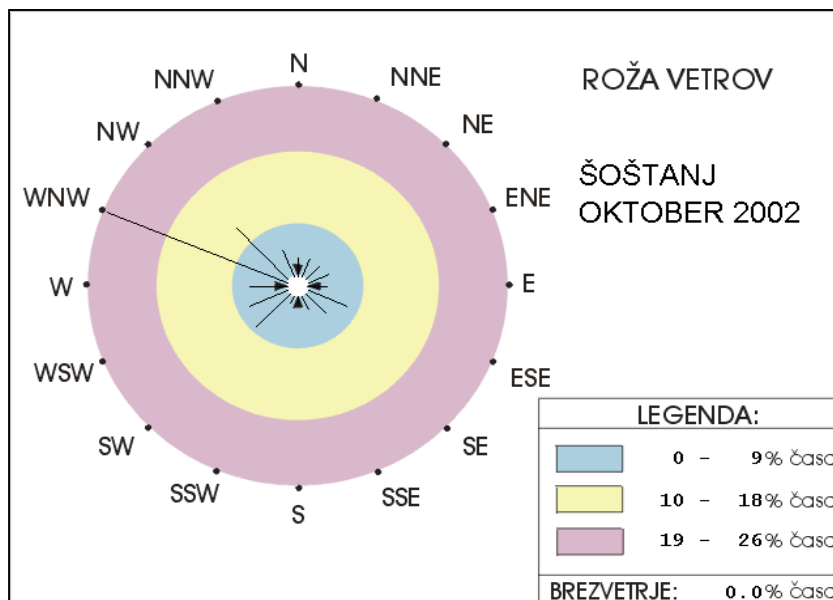 ROŽA VETROV
ŠOŠTANJ
OKTOBER 2002
N
NNE
NE
ENE
E
ESE
SE
SSE
S
SSW
SW
WSW
W
WNW
NW
NNW
LEGENDA:
0 - 9% časa
10 - 18% časa
19 - 26% časa
BREZVETRJE: 0.0% časa